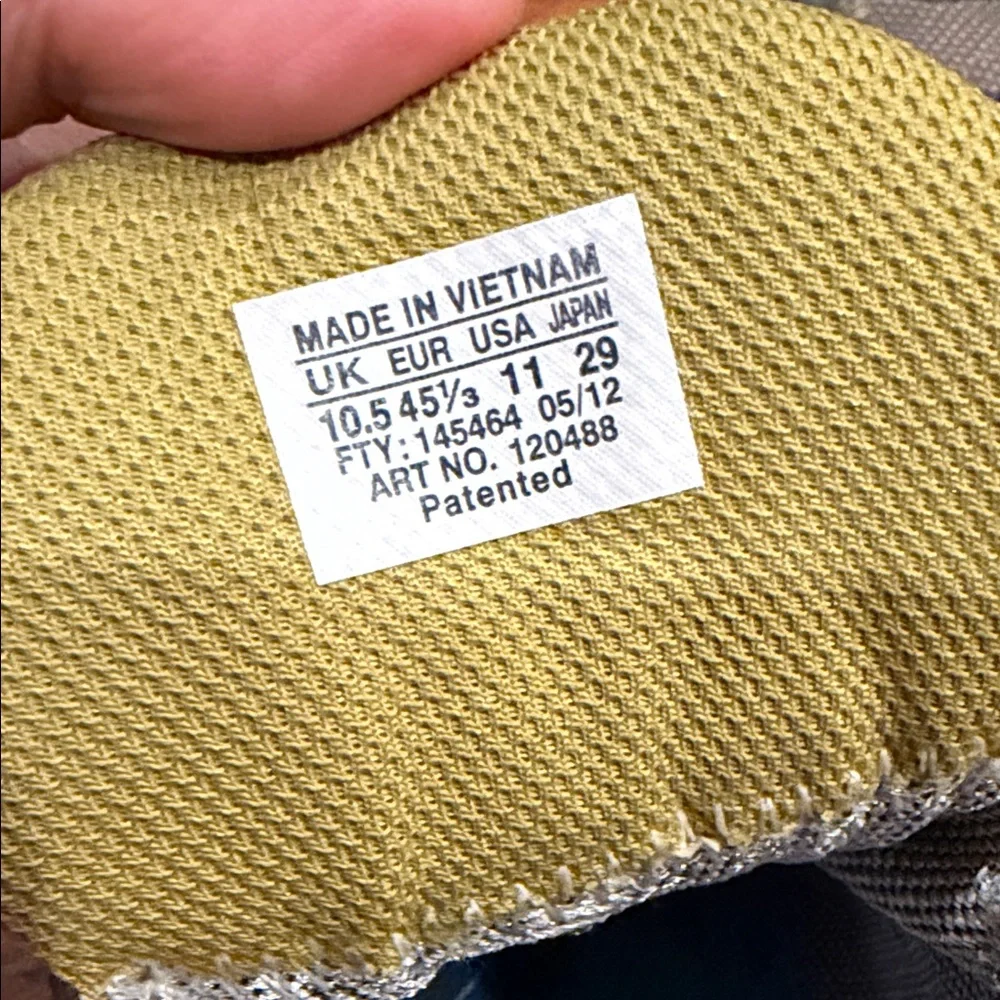 MADE IN VIETNAM
UK EUR USA JAPAN
10.5 45⅓ 11 29
FTY: 145464 05/12
ART NO. 120488
Patented